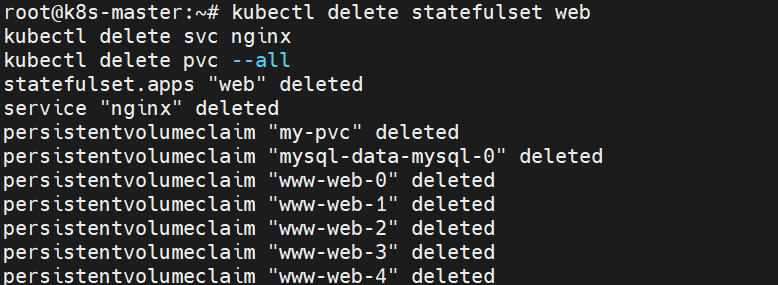 root@k8s-master:~# kubectl delete statefulset web
kubectl delete svc nginx
kubectl delete pvc --all
statefulset.apps "web" deleted
service "nginx" deleted
persistentvolumeclaim "my-pvc" deleted
persistentvolumeclaim "mysql-data-mysql-0" deleted
persistentvolumeclaim "www-web-0" deleted
persistentvolumeclaim "www-web-1" deleted
persistentvolumeclaim "www-web-2" deleted
persistentvolumeclaim "www-web-3" deleted
persistentvolumeclaim "www-web-4" deleted